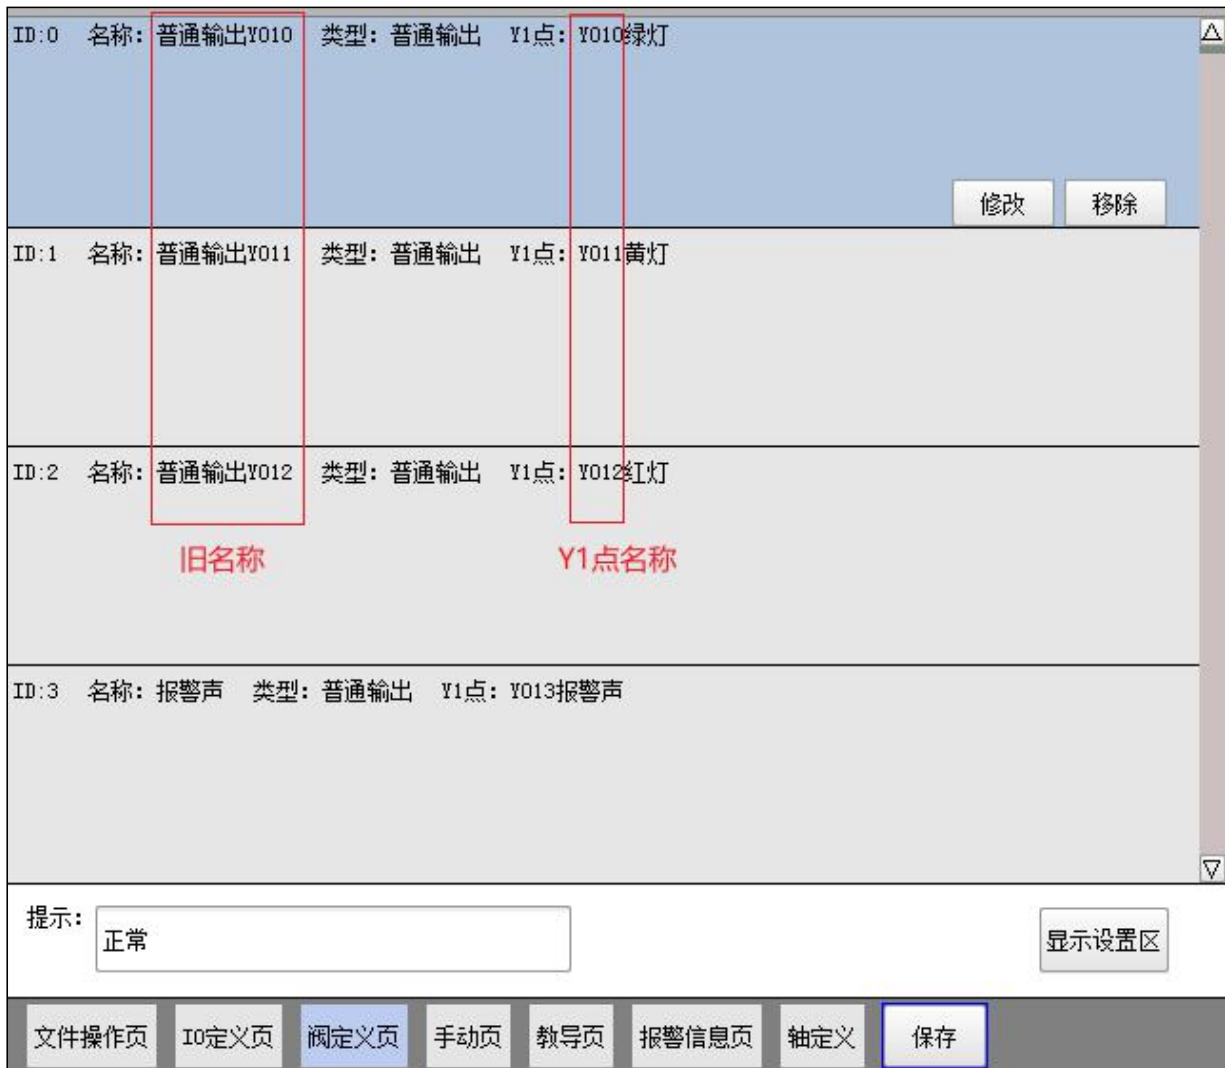 ID:0 名称: 普通输出Y010 类型: 普通输出 Y1点: Y010绿灯
修改 移除
ID:1 名称: 普通输出Y011 类型: 普通输出 Y1点: Y011黄灯
ID:2 名称: 普通输出Y012 类型: 普通输出 Y1点: Y012红灯
旧名称 Y1点名称
ID:3 名称: 报警声 类型: 普通输出 Y1点: Y013报警声
提示: 正常 显示设置区
文件操作页 IO定义页 阀定义页 手动页 教导页 报警信息页 轴定义 保存